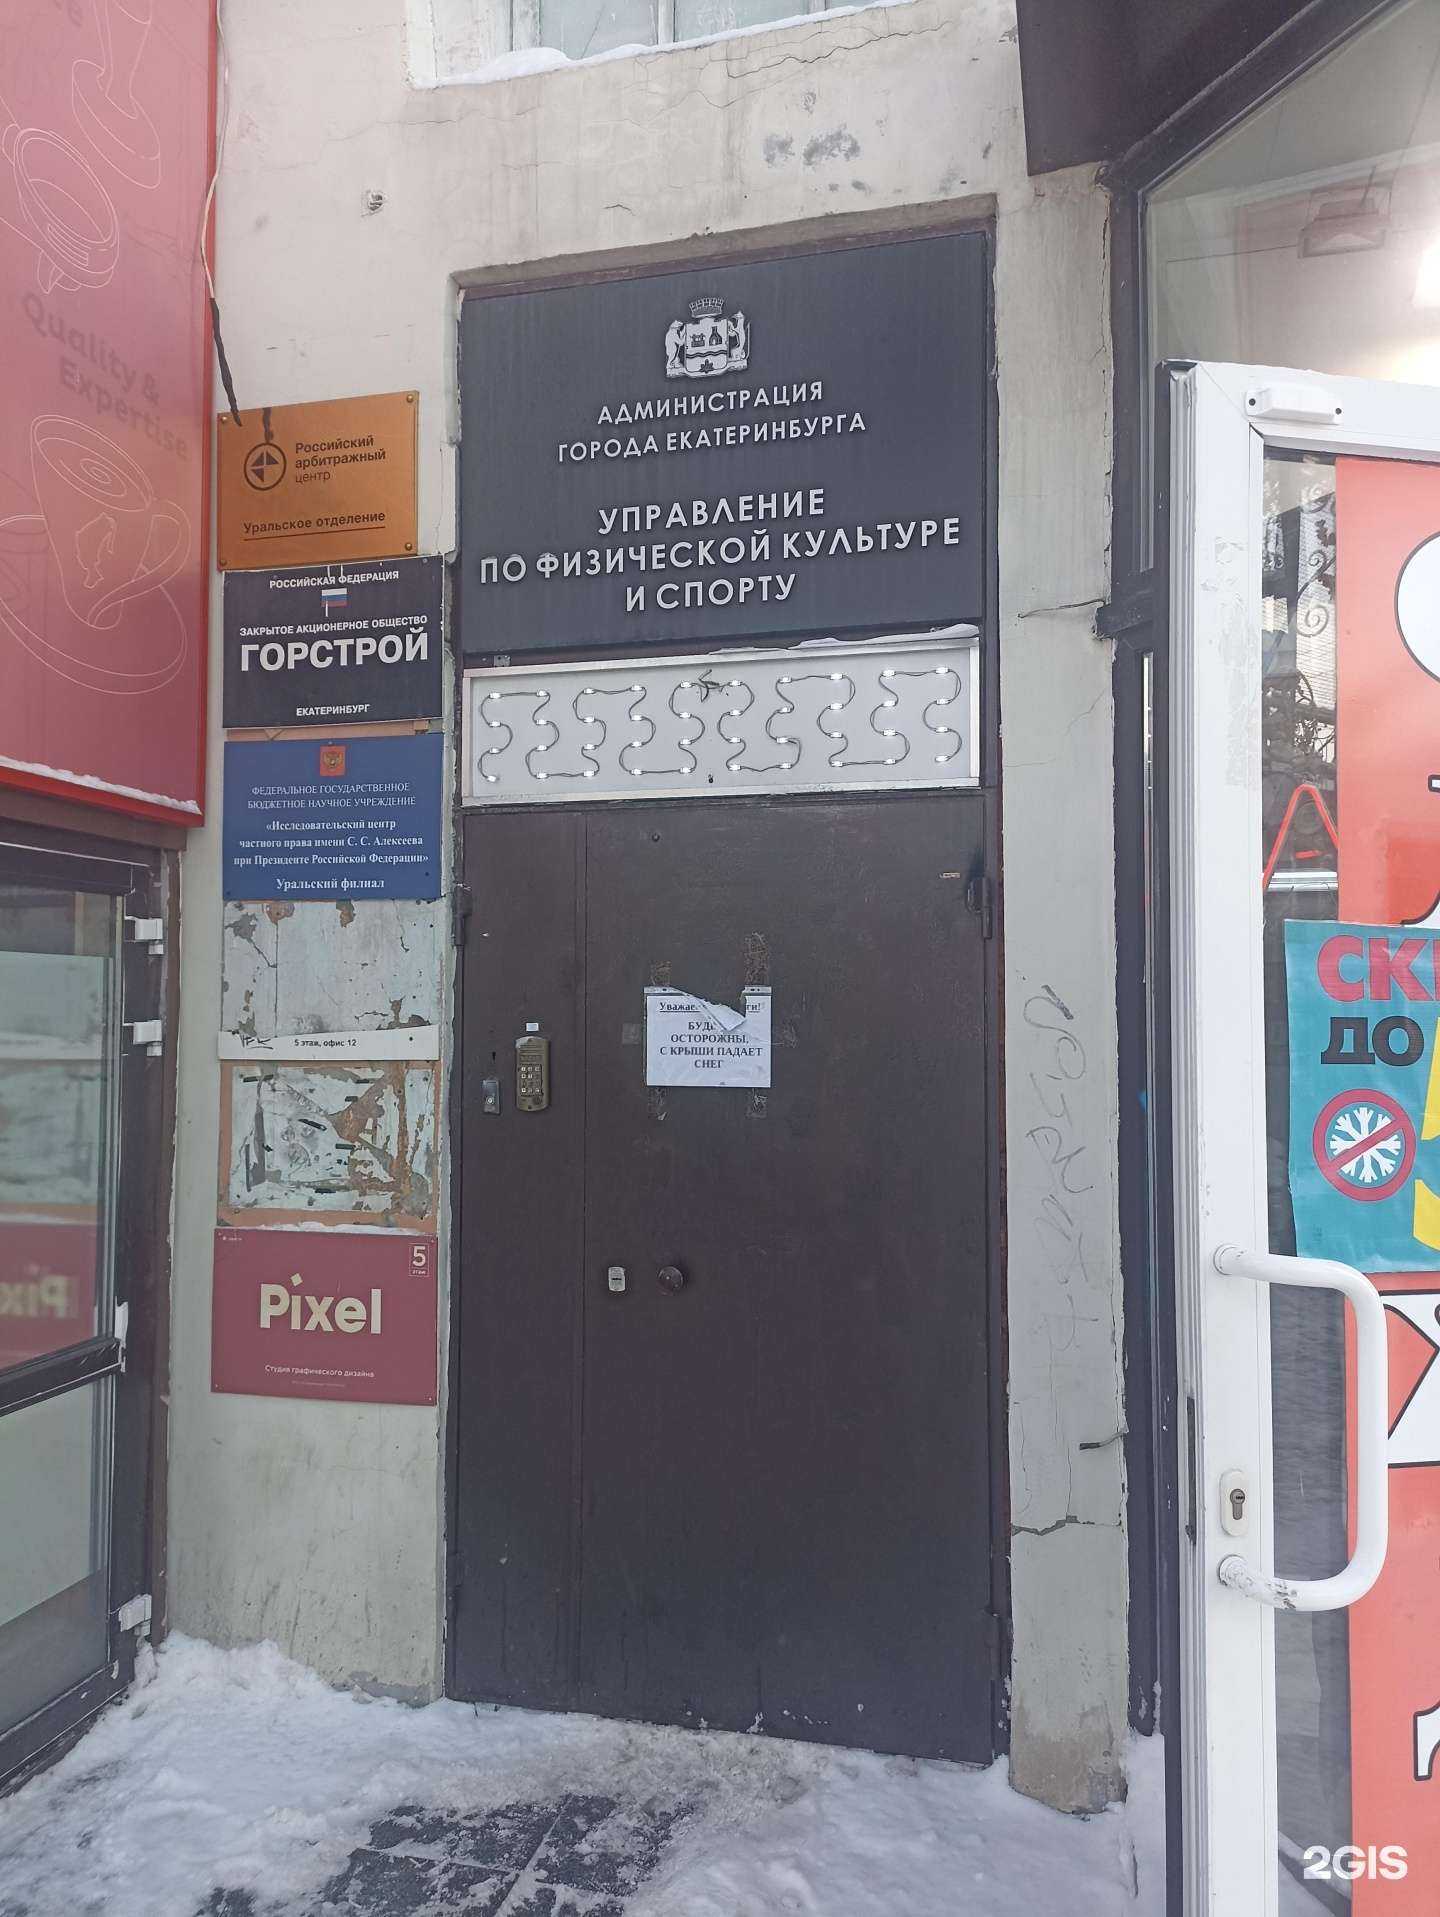 Quality &
Expertise
АДМИНИСТРАЦИЯ
ГОРОДА ЕКАТЕРИНБУРГА
УПРАВЛЕНИЕ
ПО ФИЗИЧЕСКОЙ КУЛЬТУРЕ
И СПОРТУ
Российский
арбитражный
центр
Уральское отделение
РОССИЙСКАЯ ФЕДЕРАЦИЯ
ЗАКРЫТОЕ АКЦИОНЕРНОЕ ОБЩЕСТВО
ГОРСТРОЙ
ЕКАТЕРИНБУРГ
ФЕДЕРАЛЬНОЕ ГОСУДАРСТВЕННОЕ
БЮДЖЕТНОЕ НАУЧНОЕ УЧРЕЖДЕНИЕ
«Исследовательский центр
частного права имени С. С. Алексеева
при Президенте Российской Федерации»
Уральский филиал
5 этаж, офис 12
5
этаж
Pixel
Студия графического дизайна
ОСТОРОЖНЫ,
С КРЫШИ ПАДАЕТ
СНЕГ
ДО
2GIS